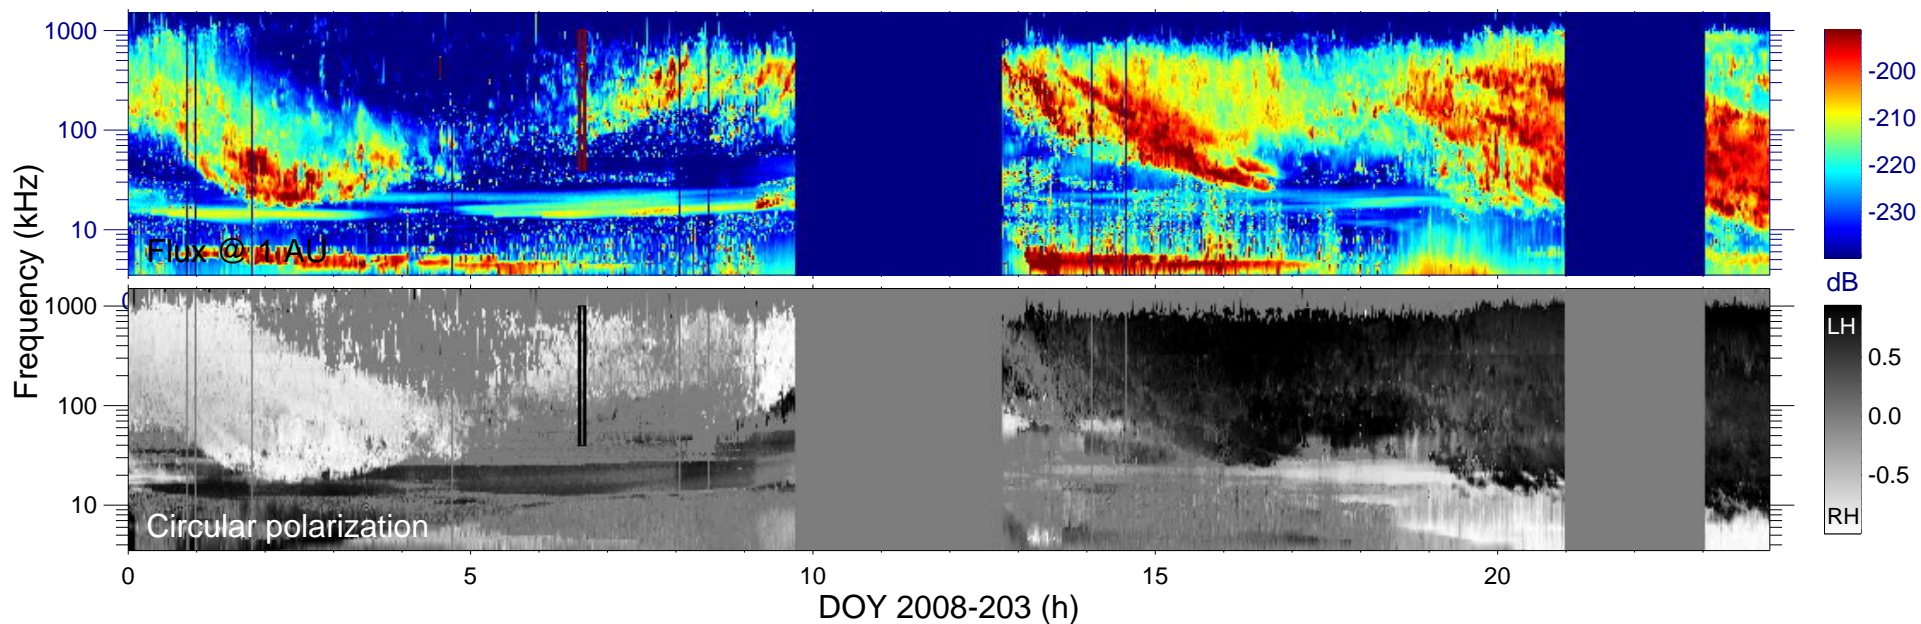 1000
100
10
Flux @ 1 AU
-200
-210
-220
-230
dB
0
Frequency (kHz)
1000
100
10
Circular polarization
LH
0.5
0.0
-0.5
RH
0
5
10
15
20
DOY 2008-203 (h)